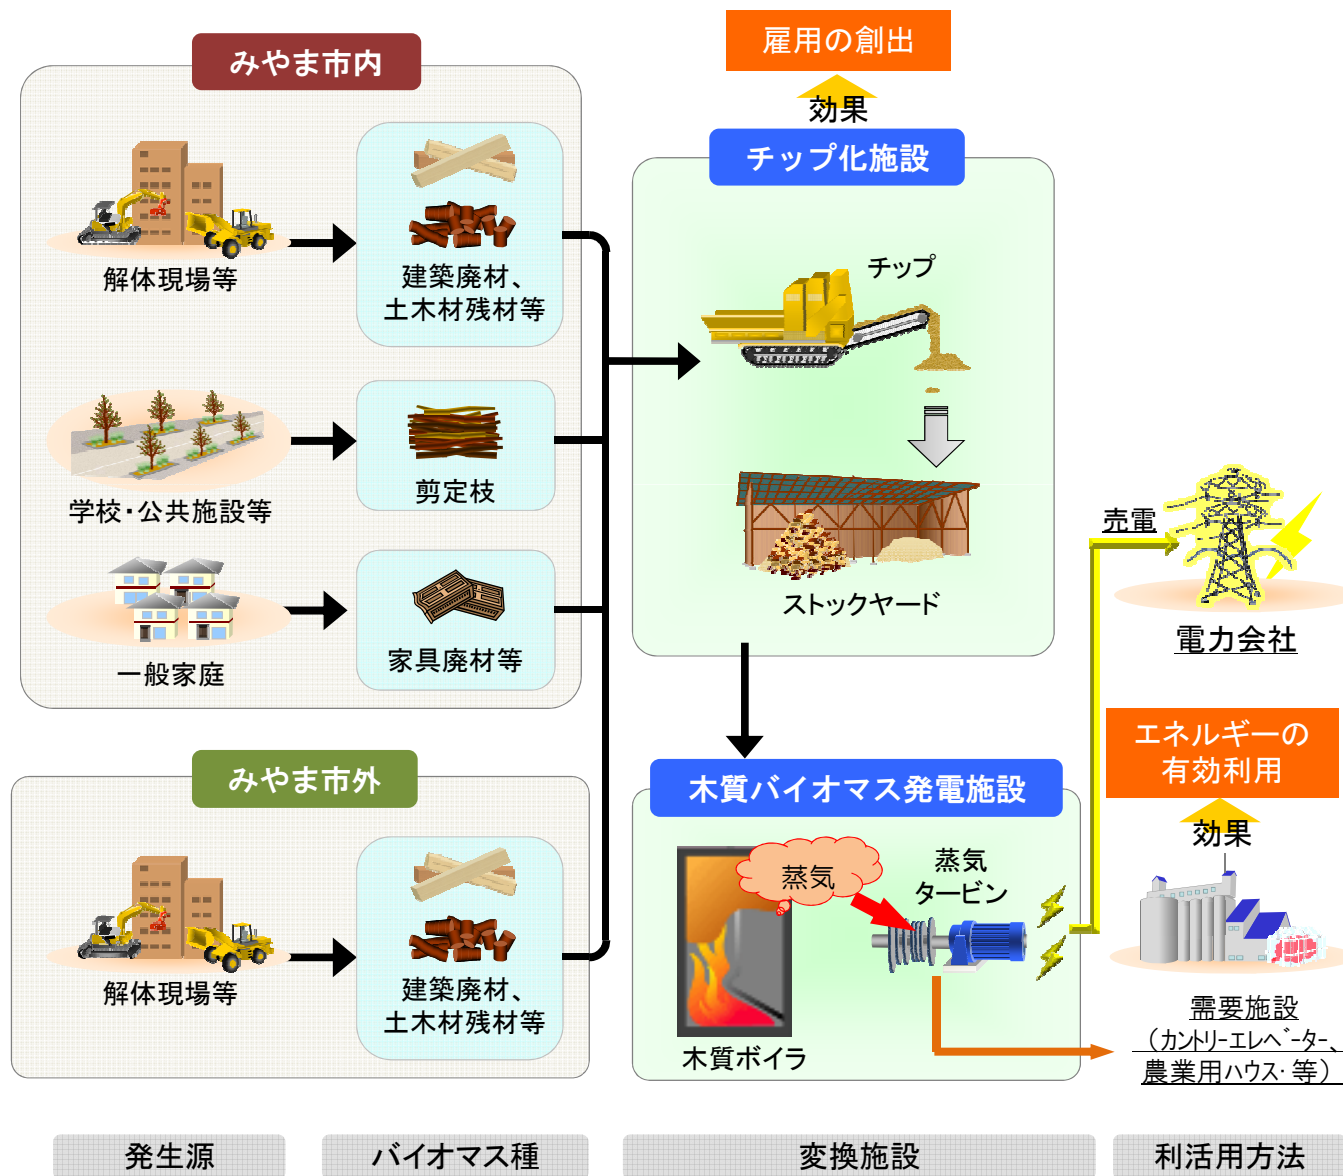 みやま市内
解体現場等
建築廃材、
土木材残材等
学校・公共施設等
剪定枝
一般家庭
家具廃材等
みやま市外
解体現場等
建築廃材、
土木材残材等
雇用の創出
効果
チップ化施設
チップ
ストックヤード
木質バイオマス発電施設
蒸気
蒸気
タービン
木質ボイラ
売電
電力会社
エネルギーの
有効利用
効果
需要施設
（カントリーエレベーター、
農業用ハウス・等）
発生源
バイオマス種
変換施設
利活用方法